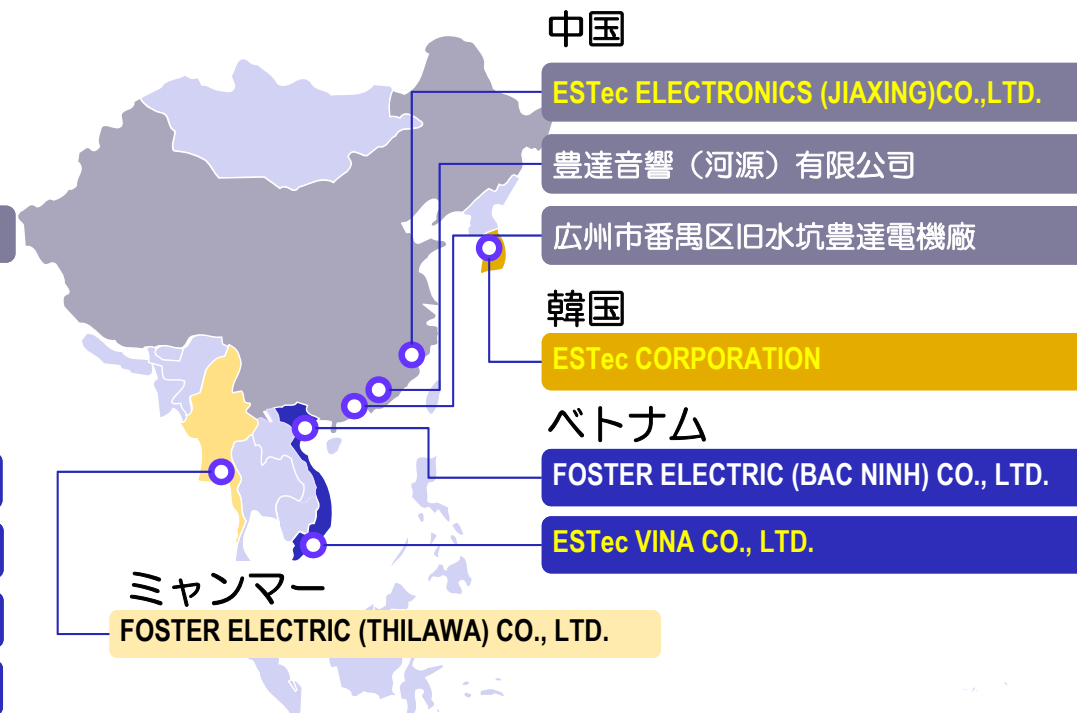 中国
ESTec ELECTRONICS (JIAXING)CO.,LTD.
豊達音響（河源）有限公司
広州市番禺区旧水坑豊達電機廠
韓国
ESTec CORPORATION
ベトナム
FOSTER ELECTRIC (BAC NINH) CO., LTD.
ESTec VINA CO., LTD.
ミャンマー
FOSTER ELECTRIC (THILAWA) CO., LTD.